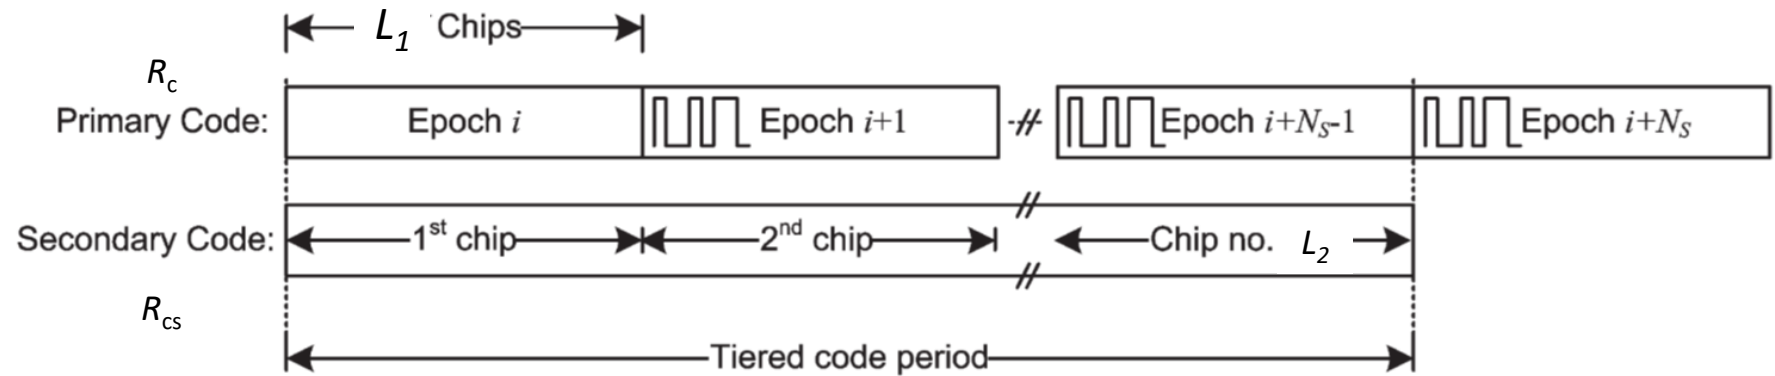 L1 Chips
Rc
Primary Code: Epoch i Epoch i+1 Epoch i+NS-1 Epoch i+NS
Secondary Code: 1st chip 2nd chip Chip no. L2
Rcs
Tiered code period